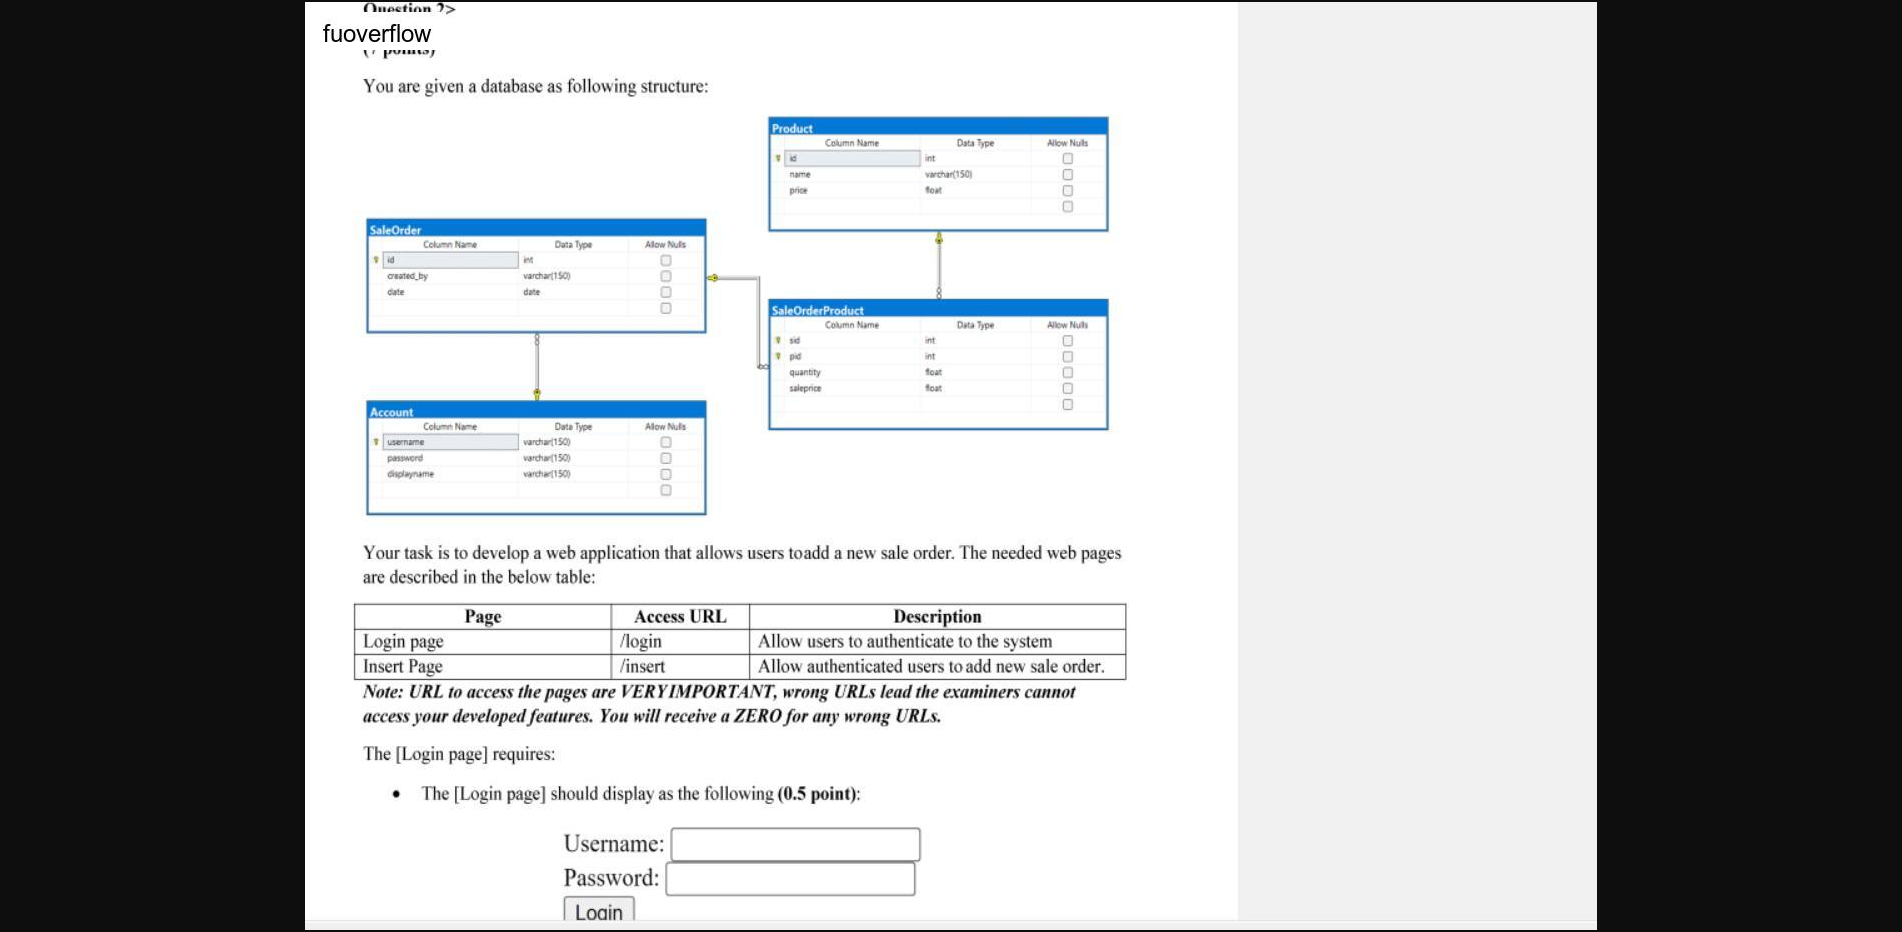 Question 2>
fuoverflow
points)
You are given a database as following structure:
Product
Column Name Data Type Allow Nulls
id int
name varchar(150)
price float
SaleOrder
Column Name Data Type Allow Nulls
id int
created_by varchar(150)
date date
SaleOrderProduct
Column Name Data Type Allow Nulls
sid int
pid int
quantity float
saleprice float
Account
Column Name Data Type Allow Nulls
username varchar(150)
password varchar(150)
displayname varchar(150)
Your task is to develop a web application that allows users to add a new sale order. The needed web pages
are described in the below table:
Page Access URL Description
Login page /login Allow users to authenticate to the system
Insert Page /insert Allow authenticated users to add new sale order.
Note: URL to access the pages are VERY IMPORTANT, wrong URLs lead the examiners cannot
access your developed features. You will receive a ZERO for any wrong URLs.
The [Login page] requires:
• The [Login page] should display as the following (0.5 point):
Username:
Password:
Login